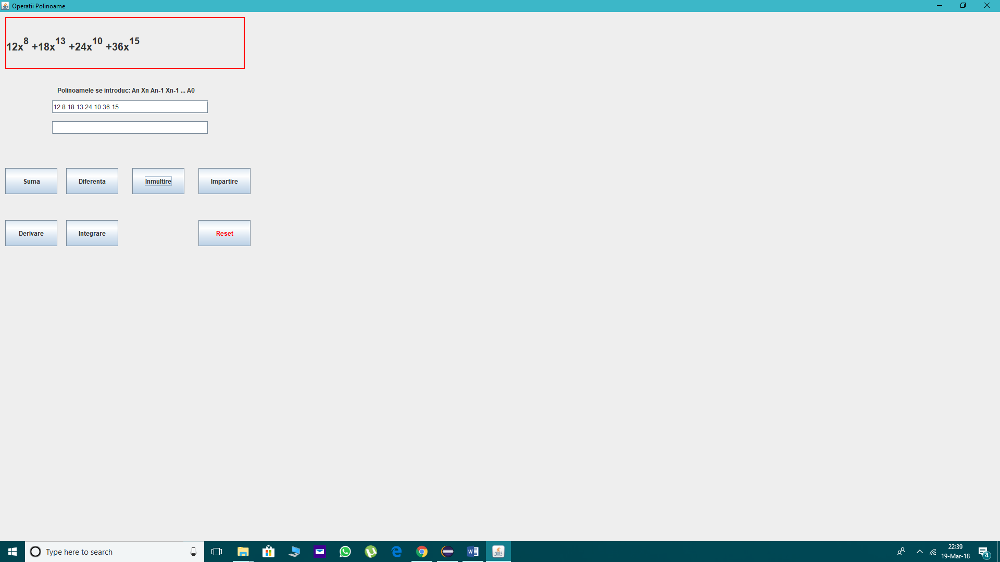 Operatii Polinoame
12x^8 +18x^13 +24x^10 +36x^15
Polinoamele se introduc: An Xn An-1 Xn-1 ... A0
12 8 18 13 24 10 36 15
Suma Diferenta Inmultire Impartire
Derivare Integrare Reset
Type here to search
22:39
19-Mar-18
4